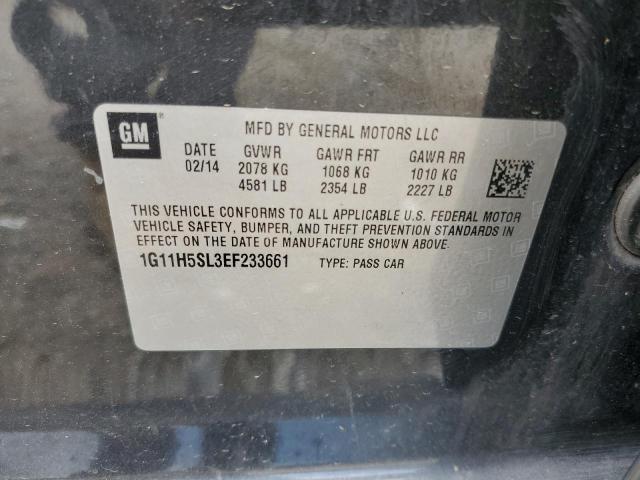 GM
MFD BY GENERAL MOTORS LLC
DATE GVWR GAWR FRT GAWR RR
02/14 2078 KG 1068 KG 1010 KG
4581 LB 2354 LB 2227 LB
THIS VEHICLE CONFORMS TO ALL APPLICABLE U.S. FEDERAL MOTOR
VEHICLE SAFETY, BUMPER, AND THEFT PREVENTION STANDARDS IN
EFFECT ON THE DATE OF MANUFACTURE SHOWN ABOVE.
1G11H5SL3EF233661 TYPE: PASS CAR